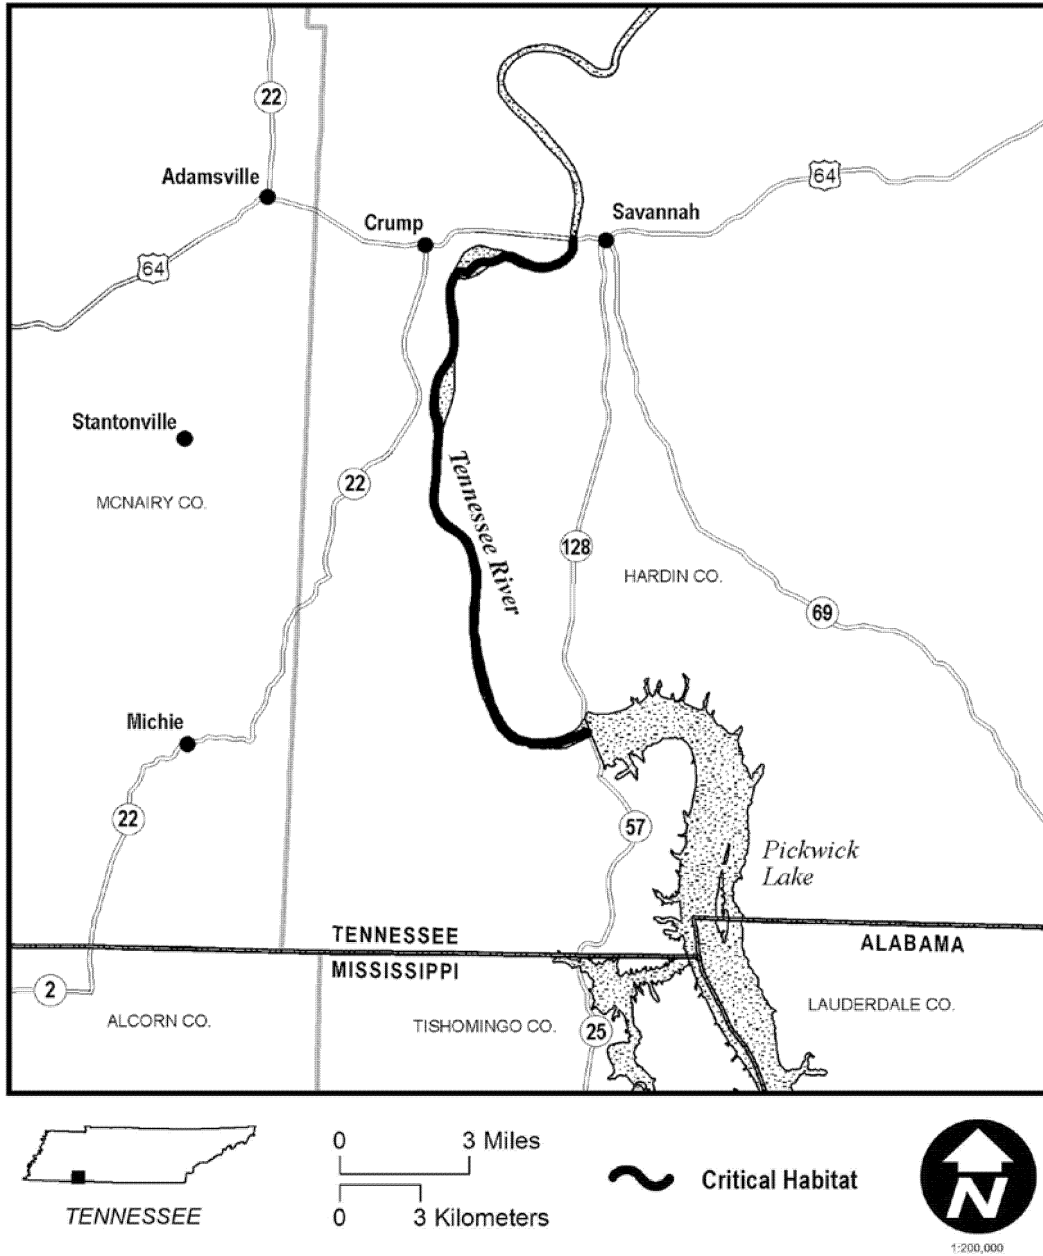 22
Adamsville
64
Crump
Savannah
64
Stantonville
22
MCNAIRY CO.
Tennessee River
128
HARDIN CO.
69
Michie
22
57
Pickwick
Lake
TENNESSEE
ALABAMA
MISSISSIPPI
2
LAUDERDALE CO.
ALCORN CO.
TISHOMINGO CO.
25
0 3 Miles
0 3 Kilometers
TENNESSEE
Critical Habitat
N
1:200,000